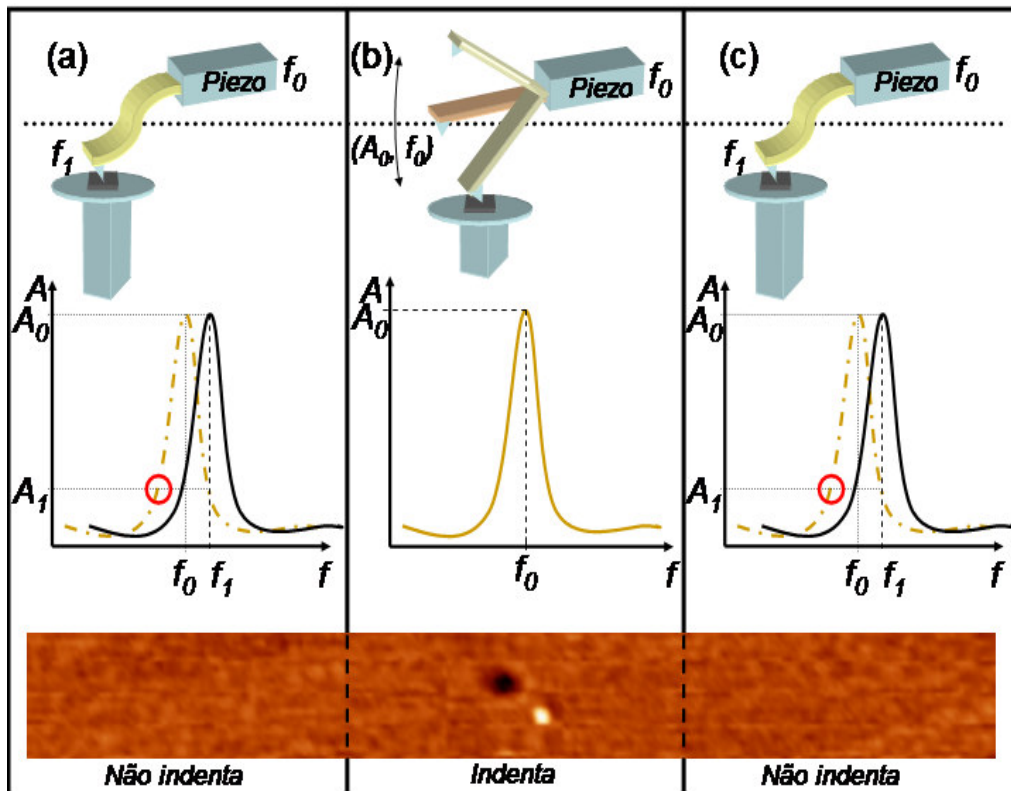 (a)
Piezo
f0
f1
A
A0
A1
f0
f1
f
Não indenta
(b)
Piezo
f0
(A0, f0)
A
A0
f0
f
Indenta
(c)
Piezo
f0
f1
A
A0
A1
f0
f1
f
Não indenta